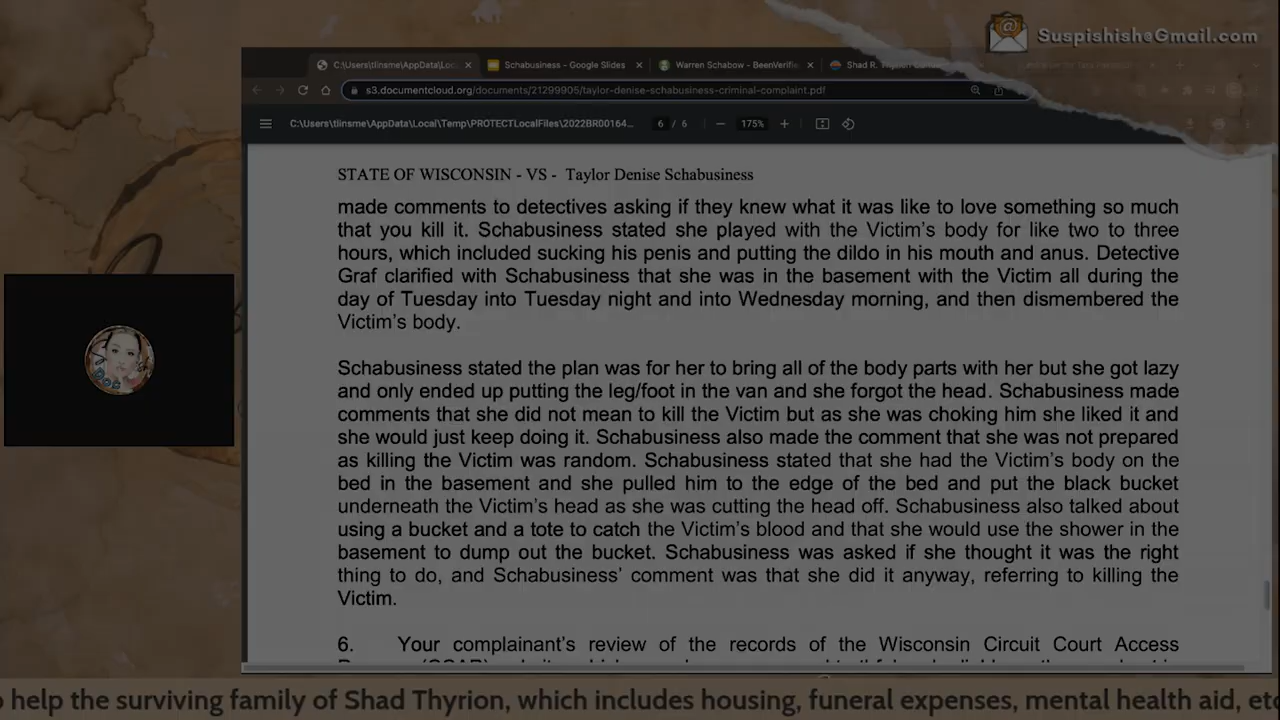 Suspishish@Gmail.com
C:\Users\tlinsme\AppData\Loc
Schabusiness - Google Slides
Warren Schabow - BeenVerifie
Shad R.
s3.documentcloud.org/documents/21299905/taylor-denise-schabusiness-criminal-complaint.pdf
C:\Users\tlinsme\AppData\Local\Temp\PROTECTLocalFiles\2022BR00164... 6 / 6 175%
STATE OF WISCONSIN - VS - Taylor Denise Schabusiness
made comments to detectives asking if they knew what it was like to love something so much
that you kill it. Schabusiness stated she played with the Victim's body for like two to three
hours, which included sucking his penis and putting the dildo in his mouth and anus. Detective
Graf clarified with Schabusiness that she was in the basement with the Victim all during the
day of Tuesday into Tuesday night and into Wednesday morning, and then dismembered the
Victim's body.
Schabusiness stated the plan was for her to bring all of the body parts with her but she got lazy
and only ended up putting the leg/foot in the van and she forgot the head. Schabusiness made
comments that she did not mean to kill the Victim but as she was choking him she liked it and
she would just keep doing it. Schabusiness also made the comment that she was not prepared
as killing the Victim was random. Schabusiness stated that she had the Victim's body on the
bed in the basement and she pulled him to the edge of the bed and put the black bucket
underneath the Victim's head as she was cutting the head off. Schabusiness also talked about
using a bucket and a tote to catch the Victim's blood and that she would use the shower in the
basement to dump out the bucket. Schabusiness was asked if she thought it was the right
thing to do, and Schabusiness' comment was that she did it anyway, referring to killing the
Victim.
6. Your complainant's review of the records of the Wisconsin Circuit Court Access
help the surviving family of Shad Thyrion, which includes housing, funeral expenses, mental health aid, etc